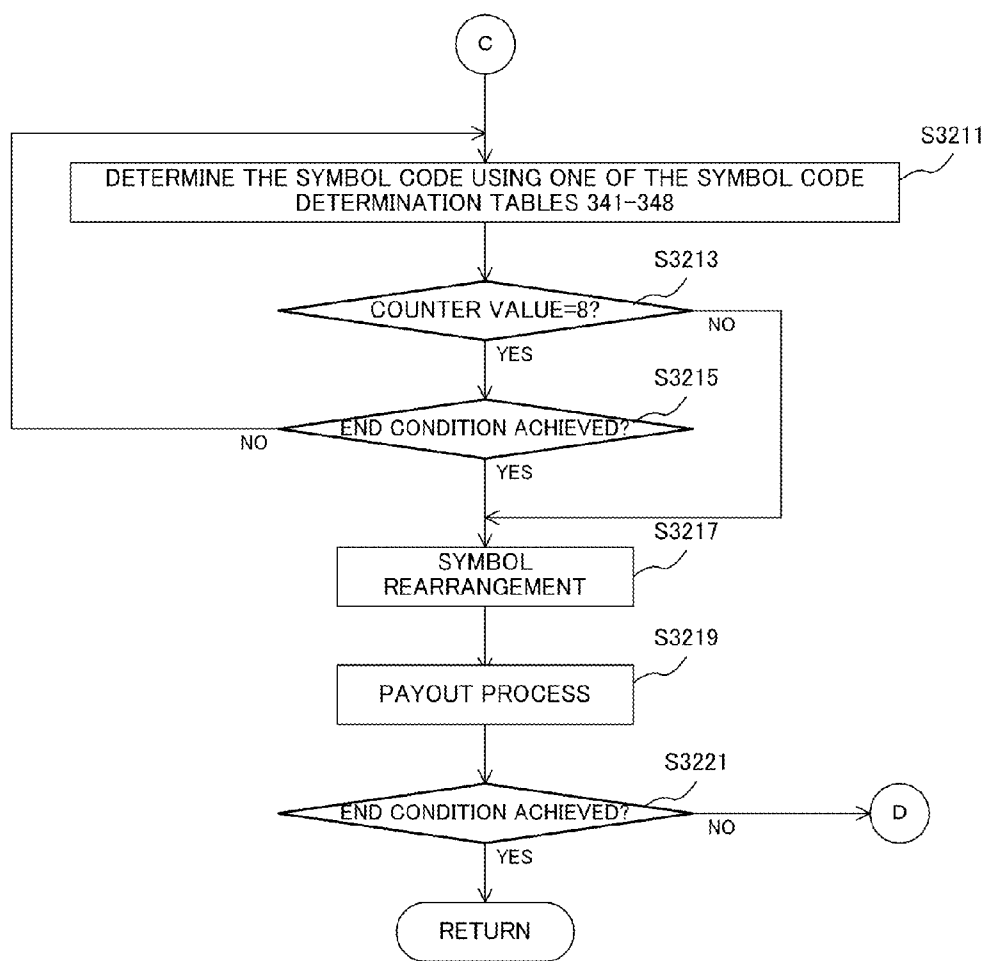 C
S3211
DETERMINE THE SYMBOL CODE USING ONE OF THE SYMBOL CODE
DETERMINATION TABLES 341-348
S3213
COUNTER VALUE=8?
NO
YES
S3215
END CONDITION ACHIEVED?
NO
YES
S3217
SYMBOL
REARRANGEMENT
S3219
PAYOUT PROCESS
S3221
END CONDITION ACHIEVED?
NO
D
YES
RETURN